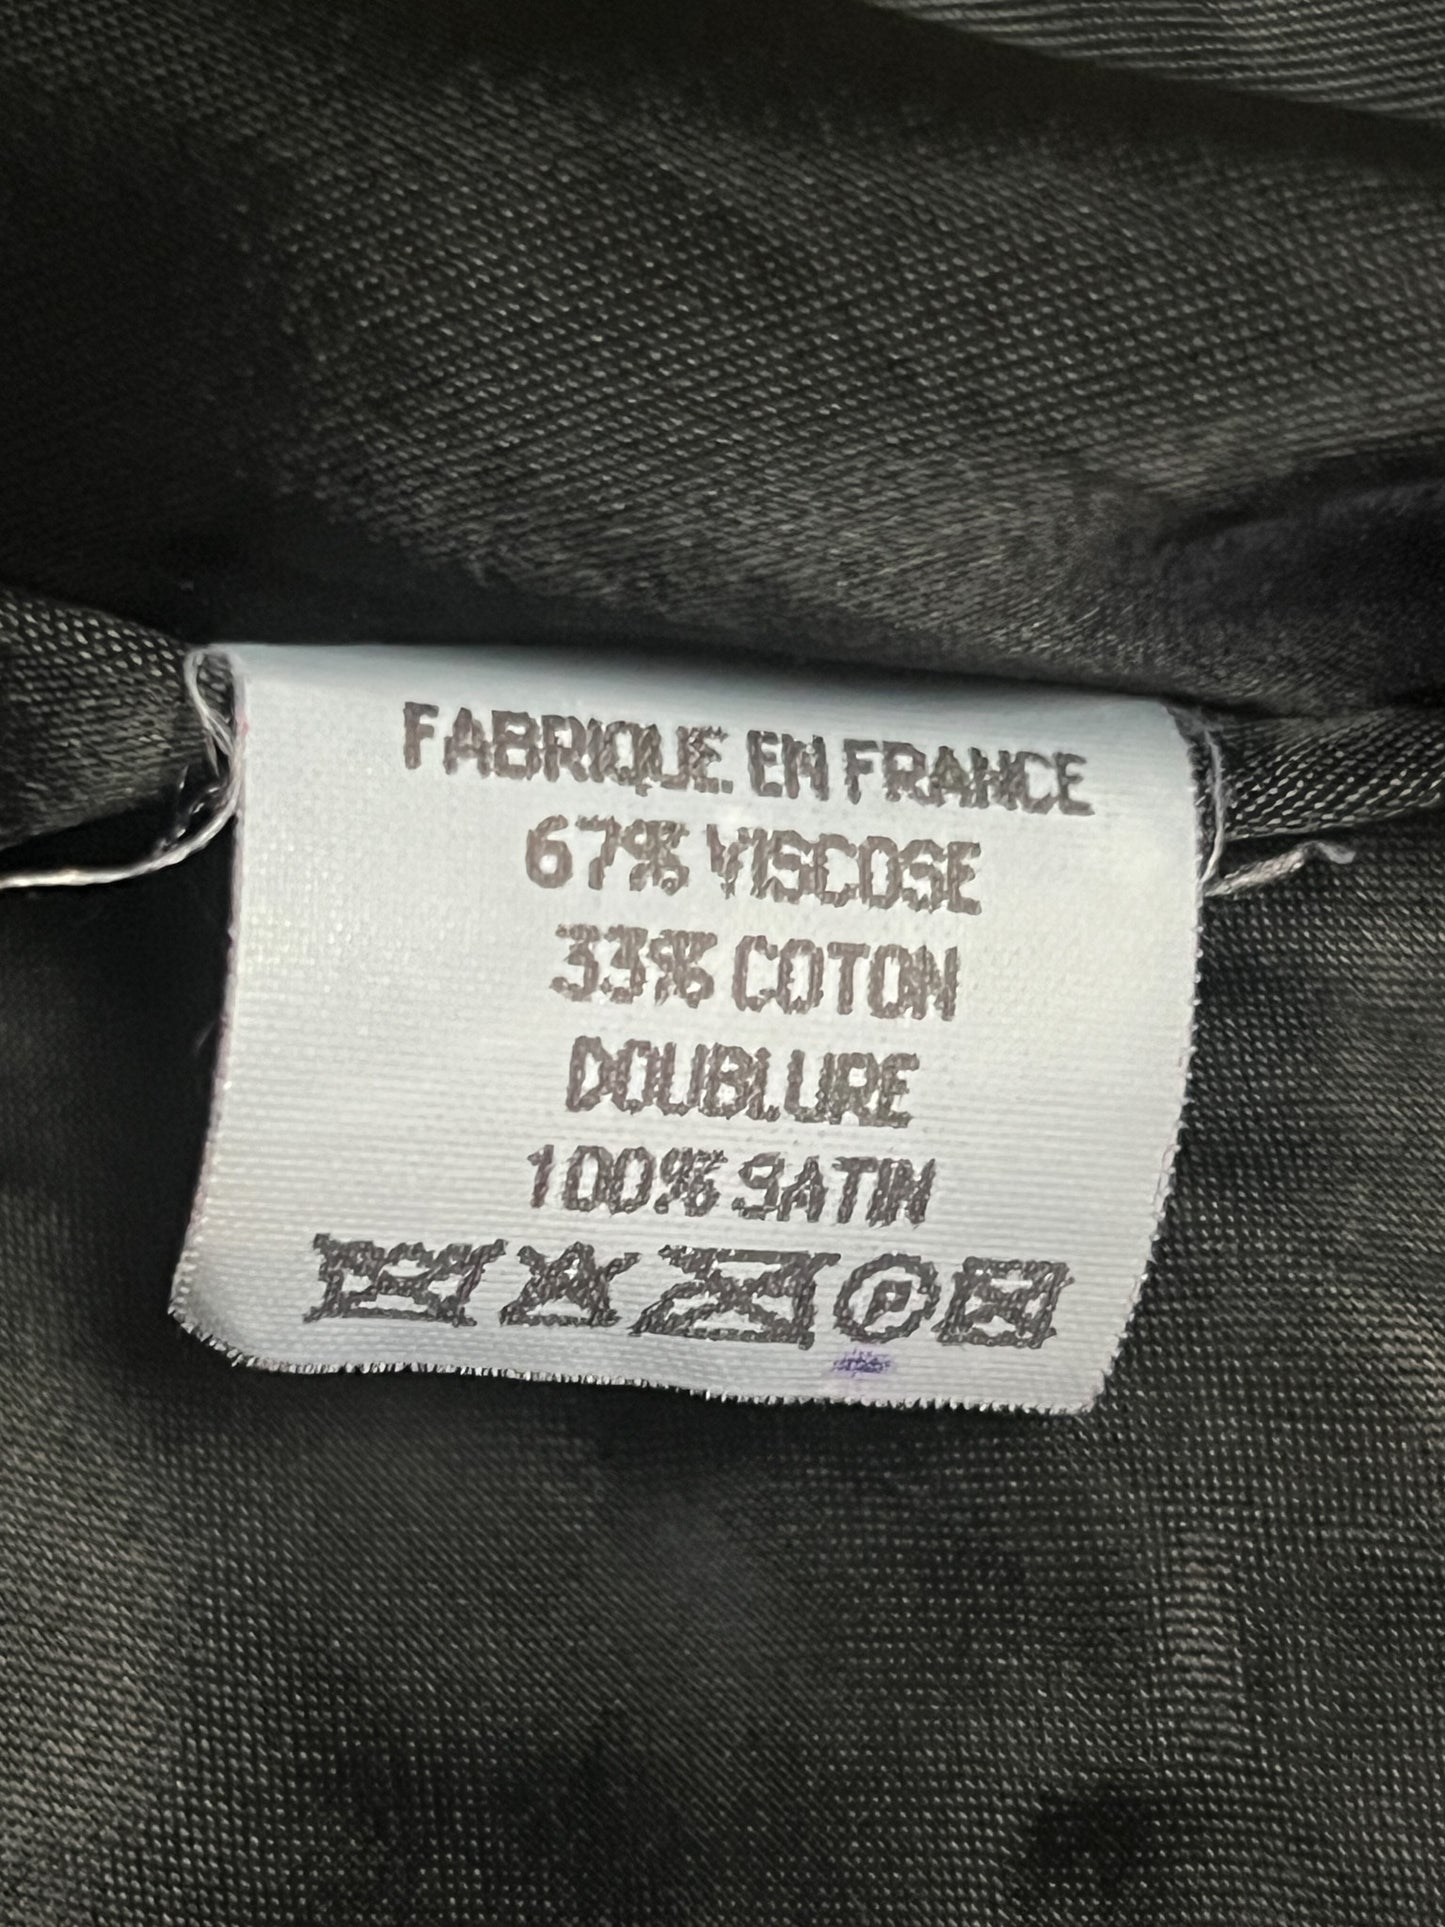 FABRIQUE EN FRANCE
67% VISCOSE
33% COTON
DOUBLURE
100% SATIN
P